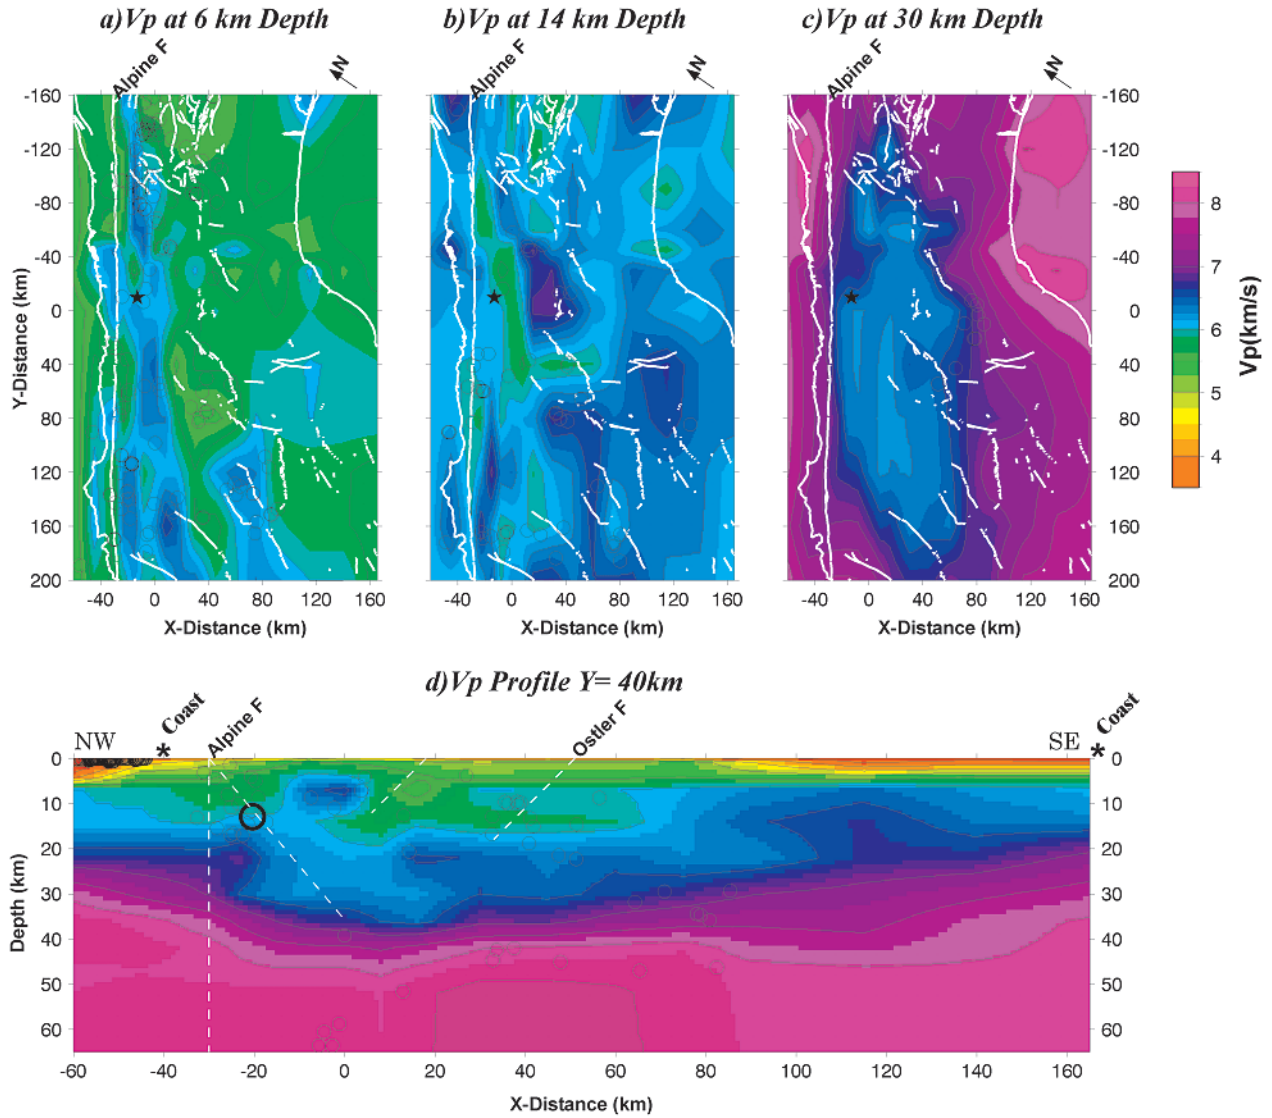 a)Vp at 6 km Depth
b)Vp at 14 km Depth
c)Vp at 30 km Depth
Alpine F
N
Alpine F
N
Alpine F
N
-160
-120
-80
-40
0
40
80
120
160
200
Y-Distance (km)
-40 0 40 80 120 160
X-Distance (km)
-40 0 40 80 120 160
X-Distance (km)
-40 0 40 80 120 160
X-Distance (km)
-160
-120
-80
-40
0
40
80
120
160
200
8
7
6
5
4
Vp(km/s)
d)Vp Profile Y= 40km
NW
* Coast
Alpine F
Ostler F
SE
* Coast
0
10
20
30
40
50
60
Depth (km)
0
10
20
30
40
50
60
-60 -40 -20 0 20 40 60 80 100 120 140 160
X-Distance (km)